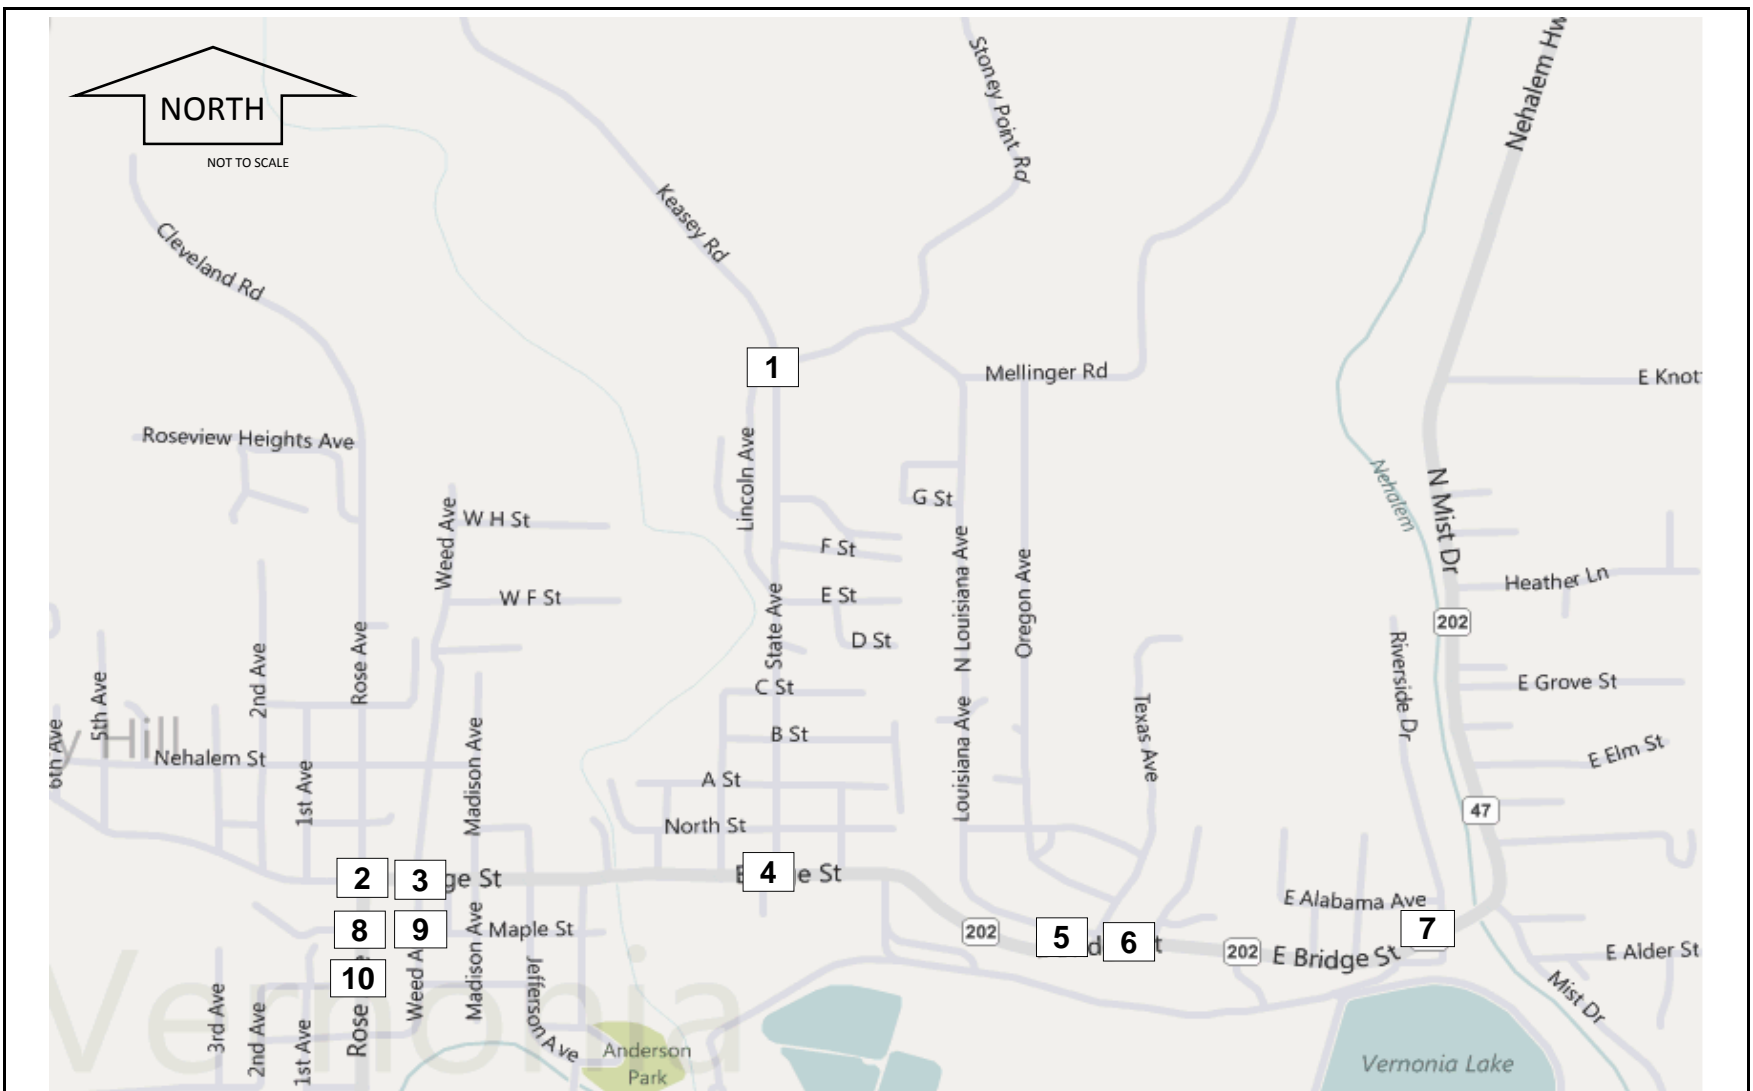 Nehalem Hw
Stoney Point Rd
NORTH
NOT TO SCALE
Keasey Rd
Cleveland Rd
1
Mellinger Rd
E Knot
Roseview Heights Ave
Lincoln Ave
Nehalem
N Mist Dr
G St
Weed Ave
W H St
F St
N Louisiana Ave
Oregon Ave
Heather Ln
W F St
E St
State Ave
202
D St
Rose Ave
2nd Ave
5th Ave
Riverside Dr
C St
E Grove St
Texas Ave
6th Ave
y Hill
Nehalem St
Madison Ave
B St
Louisiana Ave
E Elm St
1st Ave
A St
47
North St
2
3
ge St
4
e St
E Alabama Ave
8
9
Maple St
Madison Ave
202
5
6
202
E Bridge St
7
E Alder St
10
Weed A
Jefferson Ave
Mist Dr
Vernonia
3rd Ave
2nd Ave
1st Ave
Rose
Anderson
Park
Vernonia Lake